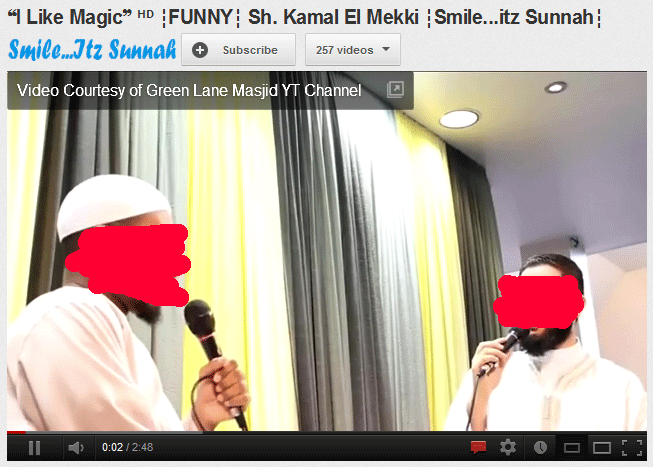 “I Like Magic” ᴴᴰ ┆FUNNY┆ Sh. Kamal El Mekki ┆Smile...itz Sunnah┆
Smile...Itz Sunnah Subscribe 257 videos
Video Courtesy of Green Lane Masjid YT Channel
0:02 / 2:48